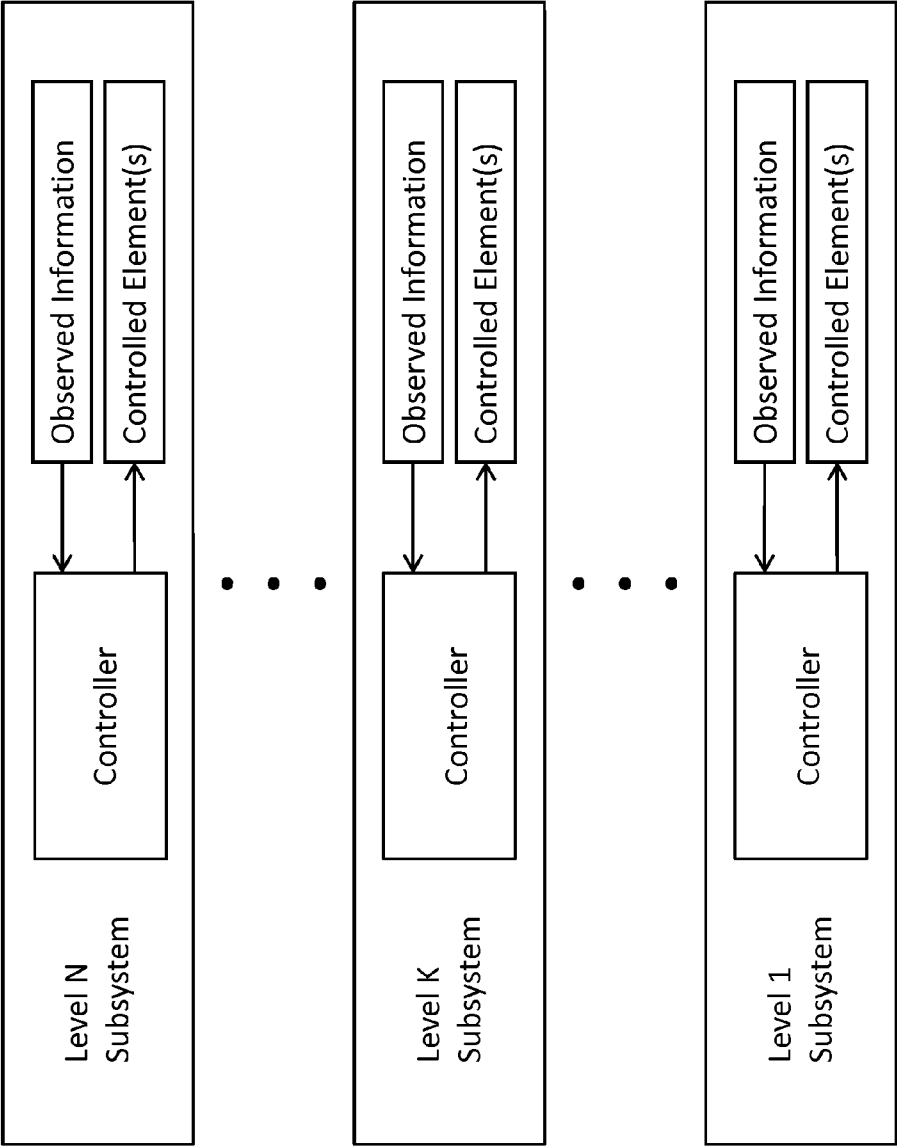 Level N
Subsystem
Controller
Observed Information
Controlled Element(s)
Level K
Subsystem
Controller
Observed Information
Controlled Element(s)
Level 1
Subsystem
Controller
Observed Information
Controlled Element(s)